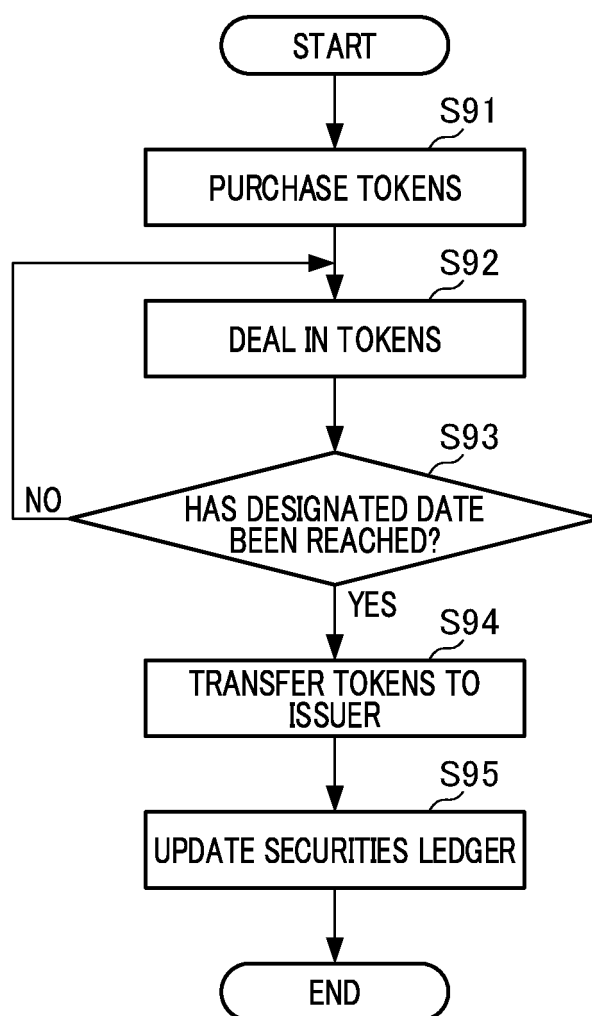 START
S91
PURCHASE TOKENS
S92
DEAL IN TOKENS
S93
HAS DESIGNATED DATE
BEEN REACHED?
NO
YES
S94
TRANSFER TOKENS TO
ISSUER
S95
UPDATE SECURITIES LEDGER
END